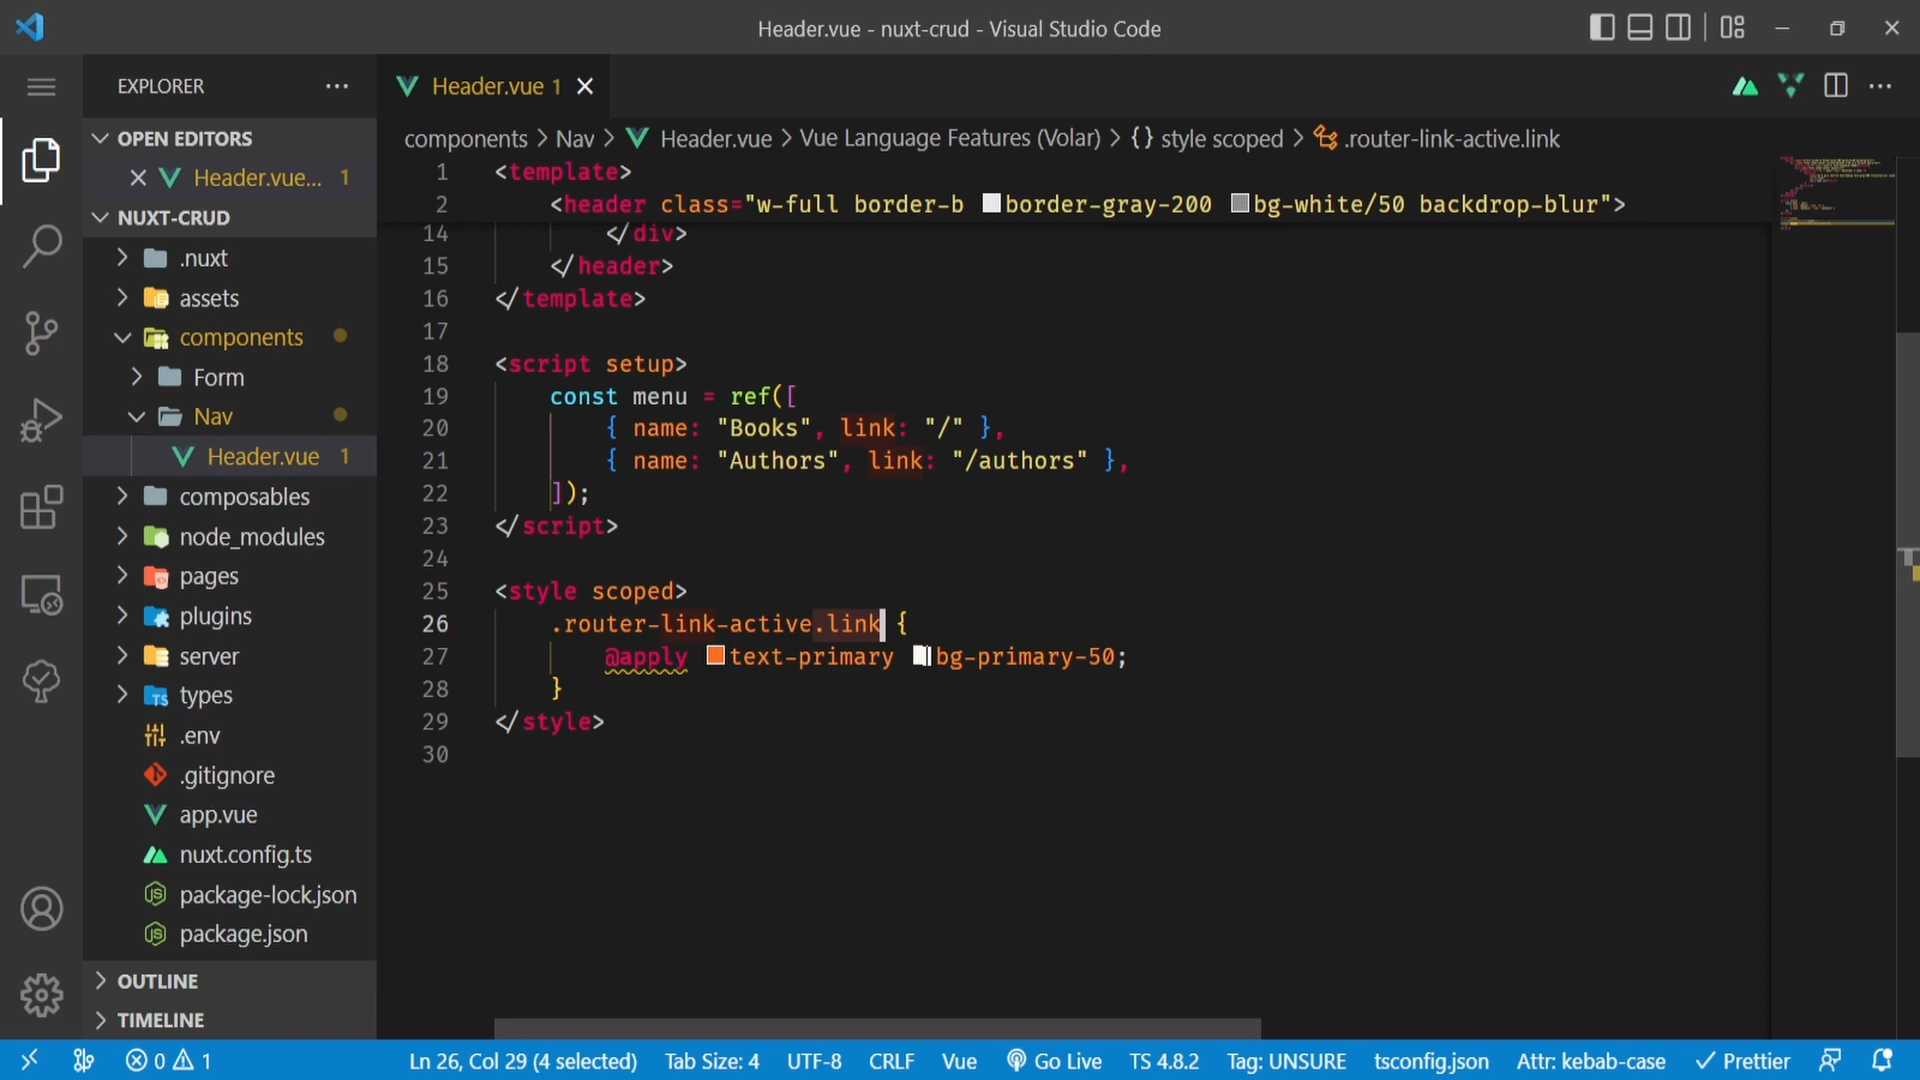 Header.vue - nuxt-crud - Visual Studio Code
EXPLORER
Header.vue 1
OPEN EDITORS
Header.vue... 1
NUXT-CRUD
.nuxt
assets
components
Form
Nav
Header.vue 1
composables
node_modules
pages
plugins
server
types
.env
.gitignore
app.vue
nuxt.config.ts
package-lock.json
package.json
OUTLINE
TIMELINE
components > Nav > Header.vue > Vue Language Features (Volar) > {} style scoped > .router-link-active.link
1 <template>
2 <header class="w-full border-b border-gray-200 bg-white/50 backdrop-blur">
14 </div>
15 </header>
16 </template>
17
18 <script setup>
19 const menu = ref([
20 { name: "Books", link: "/" },
21 { name: "Authors", link: "/authors" },
22 ]);
23 </script>
24
25 <style scoped>
26 .router-link-active.link {
27 @apply text-primary bg-primary-50;
28 }
29 </style>
30
0 1 Ln 26, Col 29 (4 selected) Tab Size: 4 UTF-8 CRLF Vue Go Live TS 4.8.2 Tag: UNSURE tsconfig.json Attr: kebab-case Prettier